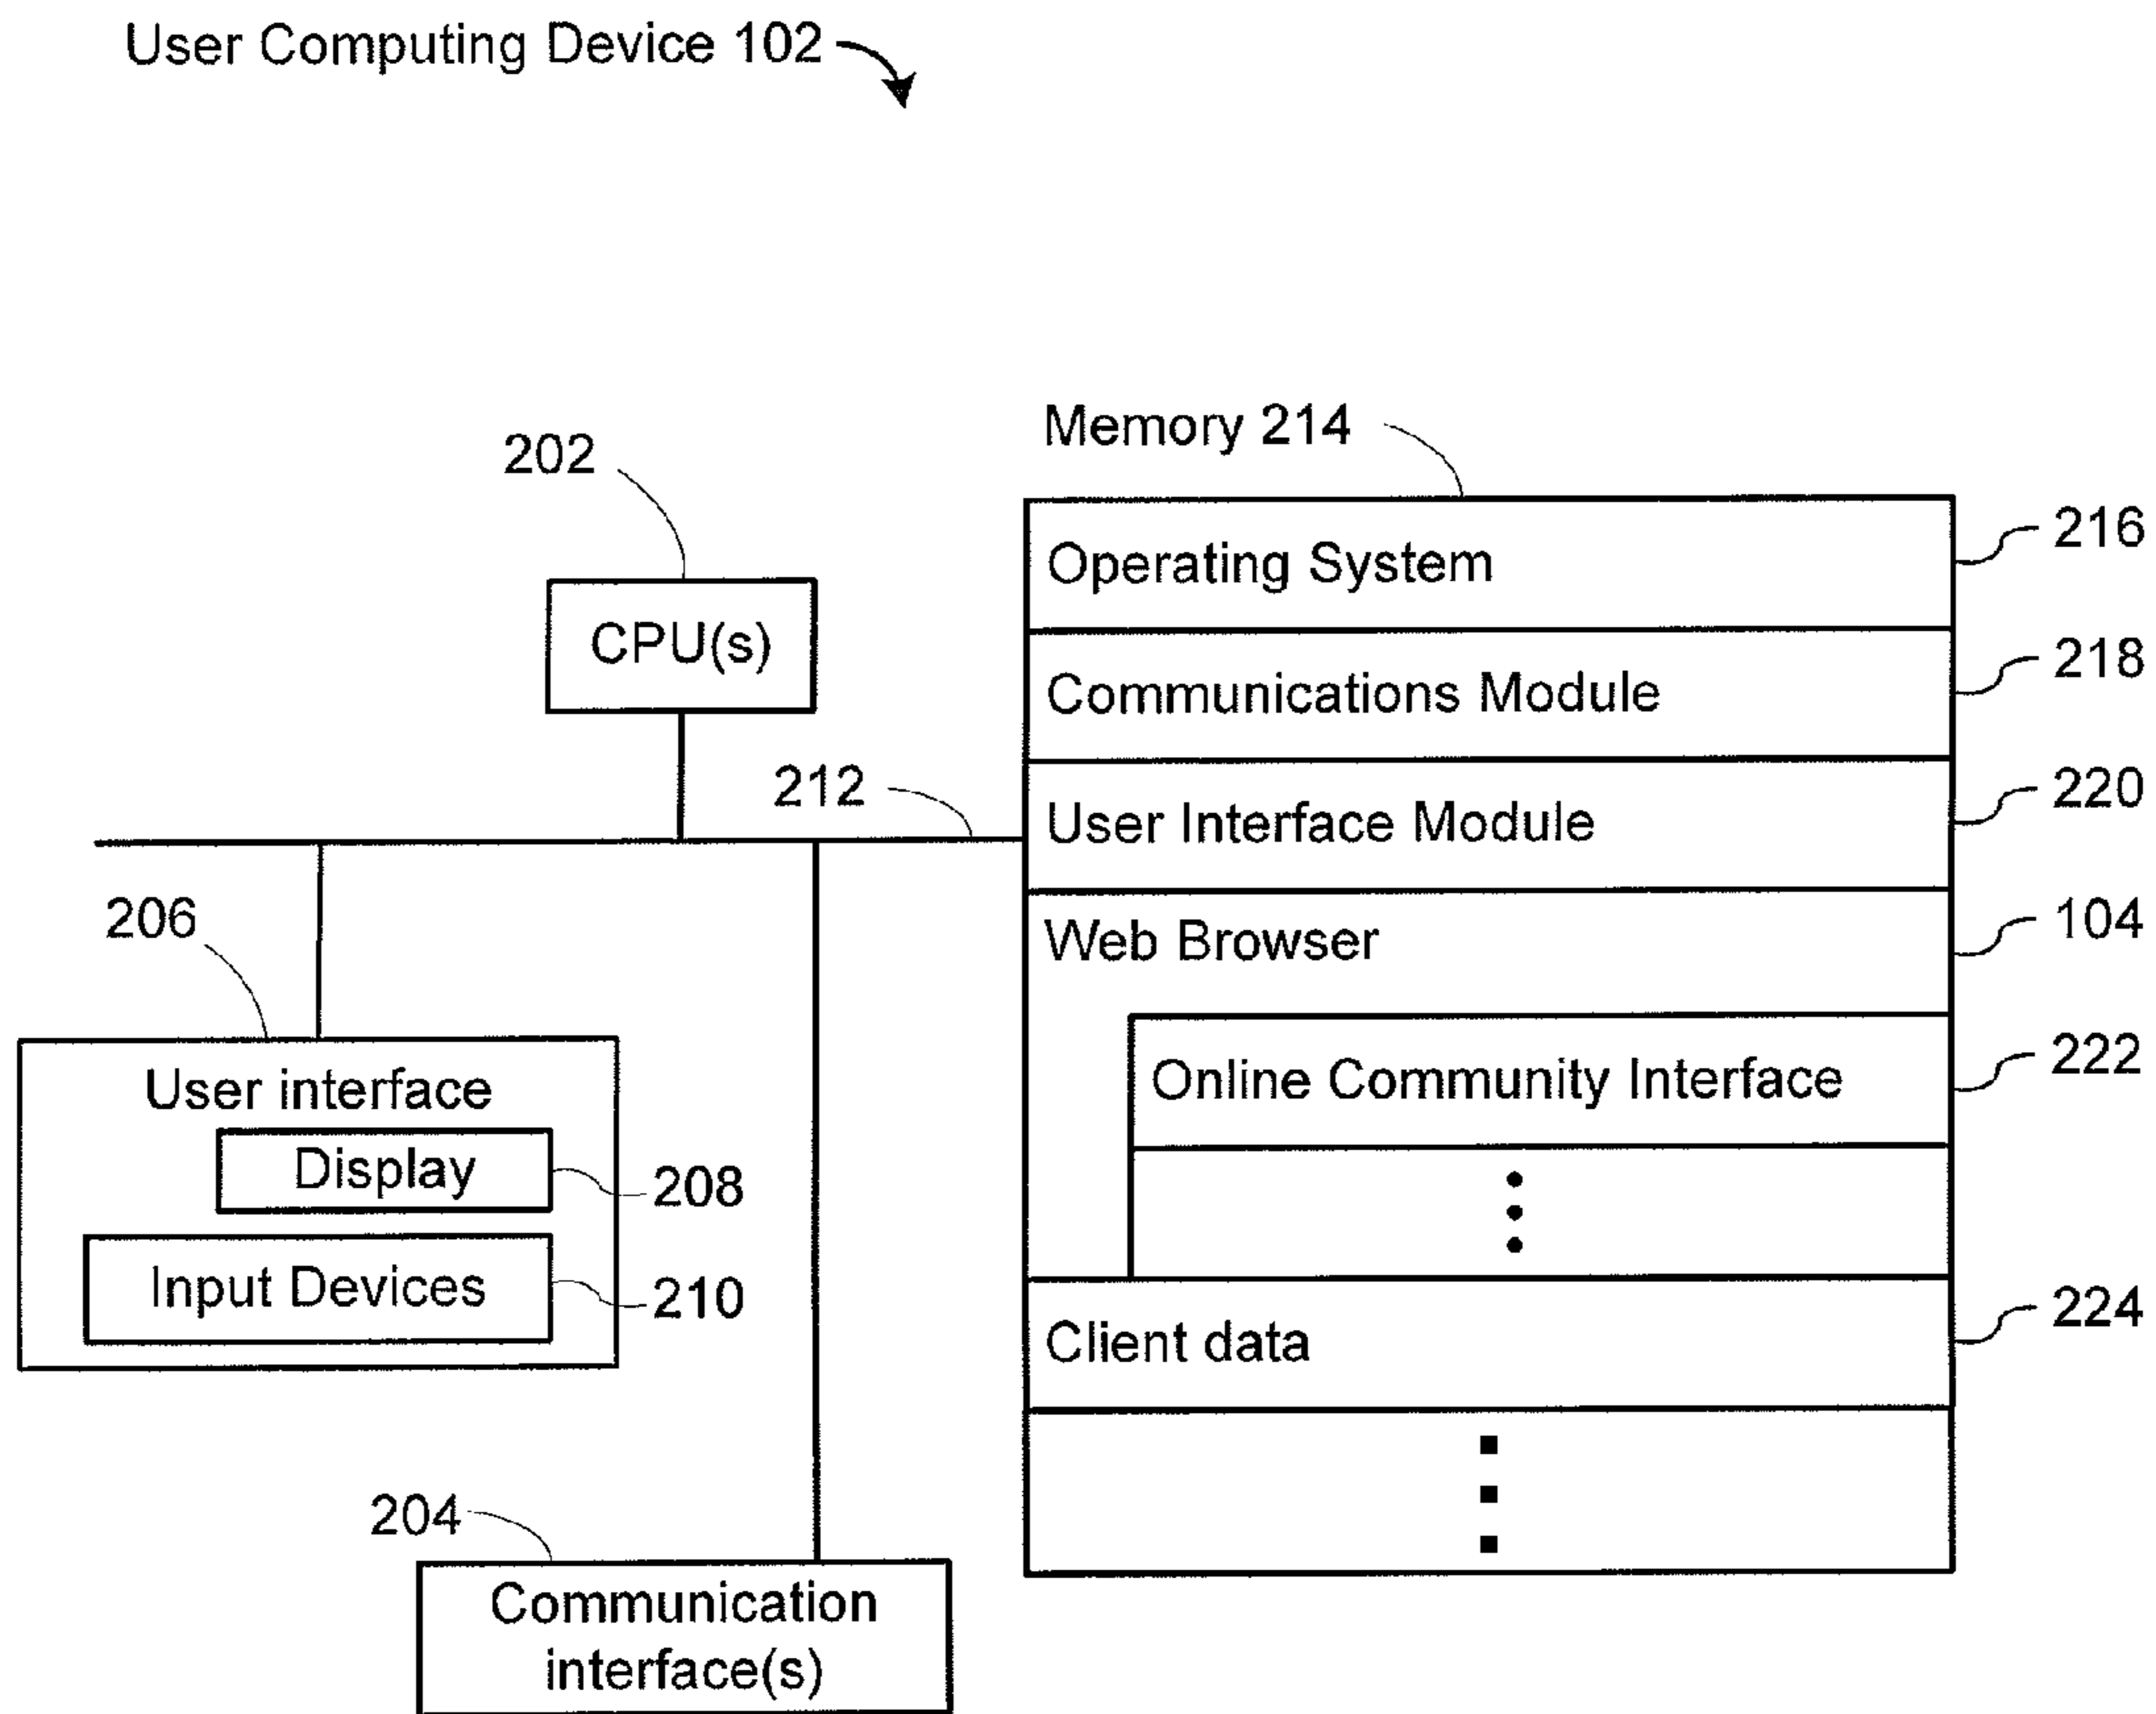 User Computing Device 102
Memory 214
202
Operating System
216
CPU(s)
Communications Module
218
212
User Interface Module
220
206
Web Browser
104
User interface
Online Community Interface
222
Display
208
Input Devices
210
Client data
224
204
Communication
interface(s)